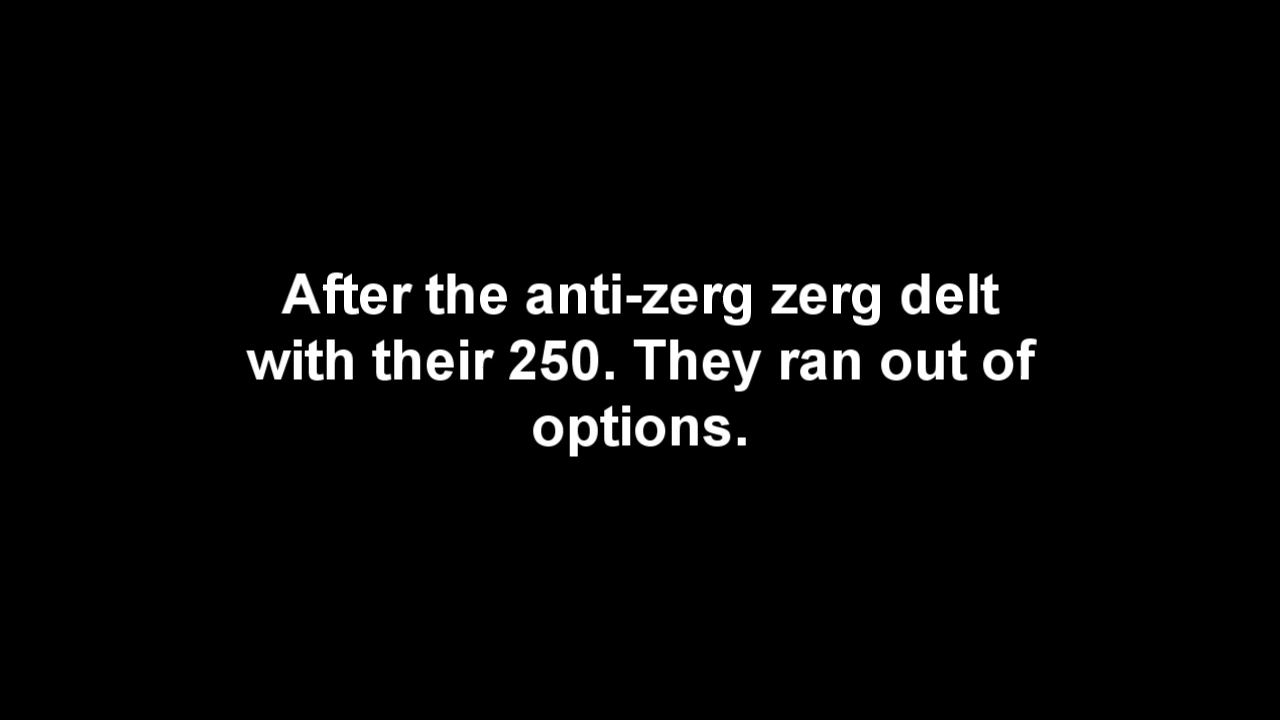 After the anti-zerg zerg delt
with their 250. They ran out of
options.